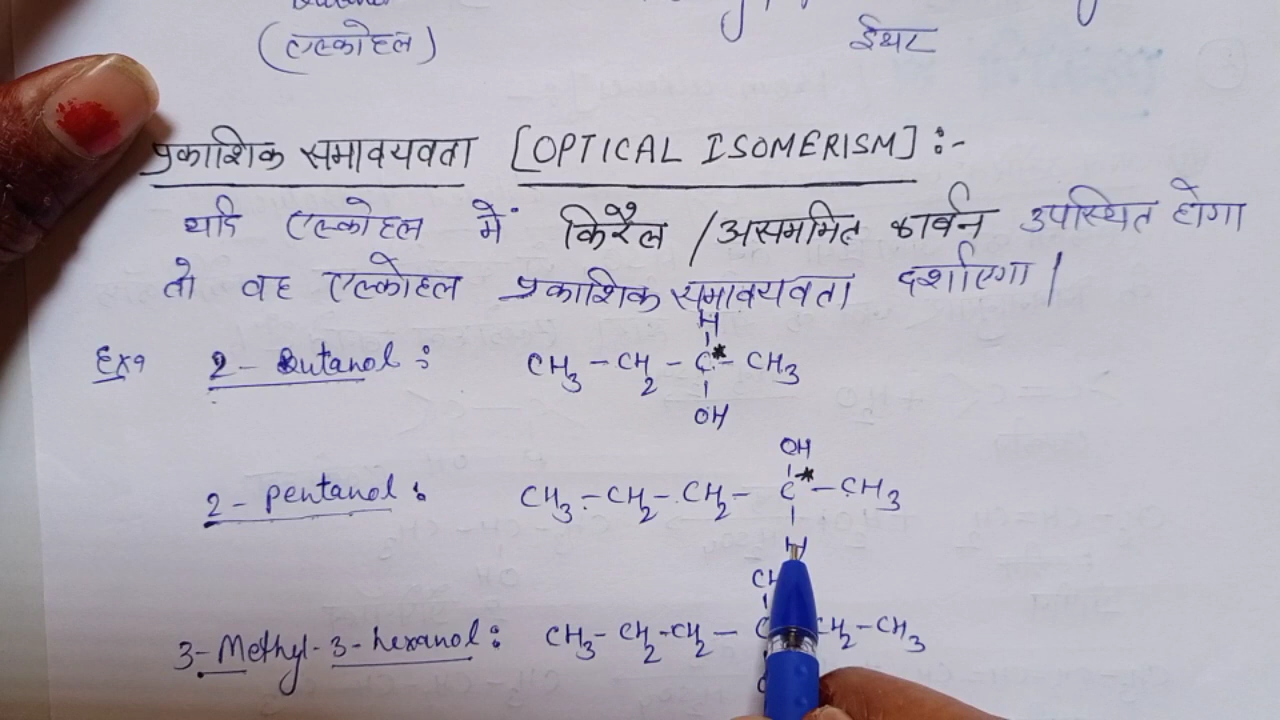 (एल्कोहल) ईथर
प्रकाशिक समावयवता [OPTICAL ISOMERISM] :-
यदि एल्कोहल में किरैल / असममित कार्बन उपस्थित होगा
तो वह एल्कोहल प्रकाशिक समावयवता दर्शाएगा |
H
Ex, 2 - Butanol : CH3 - CH2 - C* - CH3
OH
OH
2 - pentanol : CH3 - CH2 - CH2 - C* - CH3
H
3 - Methyl - 3 - hexanol : CH3 - CH2 - CH2 - C CH2 - CH3